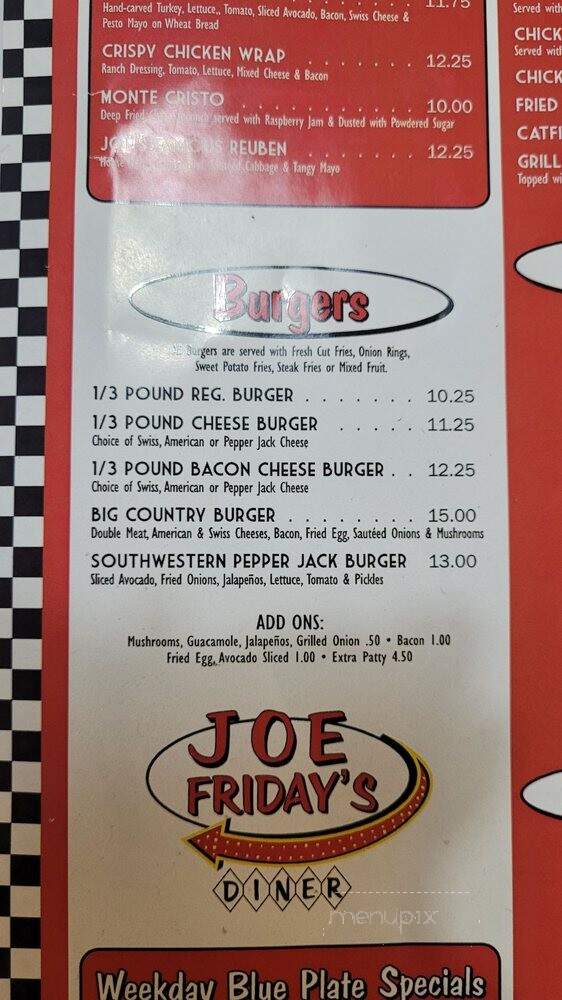 11.75
Hand-carved Turkey, Lettuce,, Tomato, Sliced Avocado, Bacon, Swiss Cheese &
Pesto Mayo on Wheat Bread
CRISPY CHICKEN WRAP . . . . . . . 12.25
Ranch Dressing, Tomato, Lettuce, Mixed Cheese & Bacon
MONTE CRISTO . . . . . . . . . . 10.00
Deep Fried served with Raspberry Jam & Dusted with Powdered Sugar
REUBEN . . . . . . . 12.25
Cabbage & Tangy Mayo
Burgers
All Burgers are served with Fresh Cut Fries, Onion Rings,
Sweet Potato Fries, Steak Fries or Mixed Fruit.
1/3 POUND REG. BURGER . . . . . . . 10.25
1/3 POUND CHEESE BURGER . . . . . 11.25
Choice of Swiss, American or Pepper Jack Cheese
1/3 POUND BACON CHEESE BURGER . . 12.25
Choice of Swiss, American or Pepper Jack Cheese
BIG COUNTRY BURGER . . . . . . . . 15.00
Double Meat, American & Swiss Cheeses, Bacon, Fried Egg, Sautéed Onions & Mushrooms
SOUTHWESTERN PEPPER JACK BURGER 13.00
Sliced Avocado, Fried Onions, Jalapeños, Lettuce, Tomato & Pickles
ADD ONS:
Mushrooms, Guacamole, Jalapeños, Grilled Onion .50 • Bacon 1.00
Fried Egg, Avocado Sliced 1.00 • Extra Patty 4.50
JOE
FRIDAY'S
DINER
menupix
Weekday Blue Plate Specials
Served with
CHICK
Served with
CHICK
FRIED
CATFI
GRILL
Topped wi